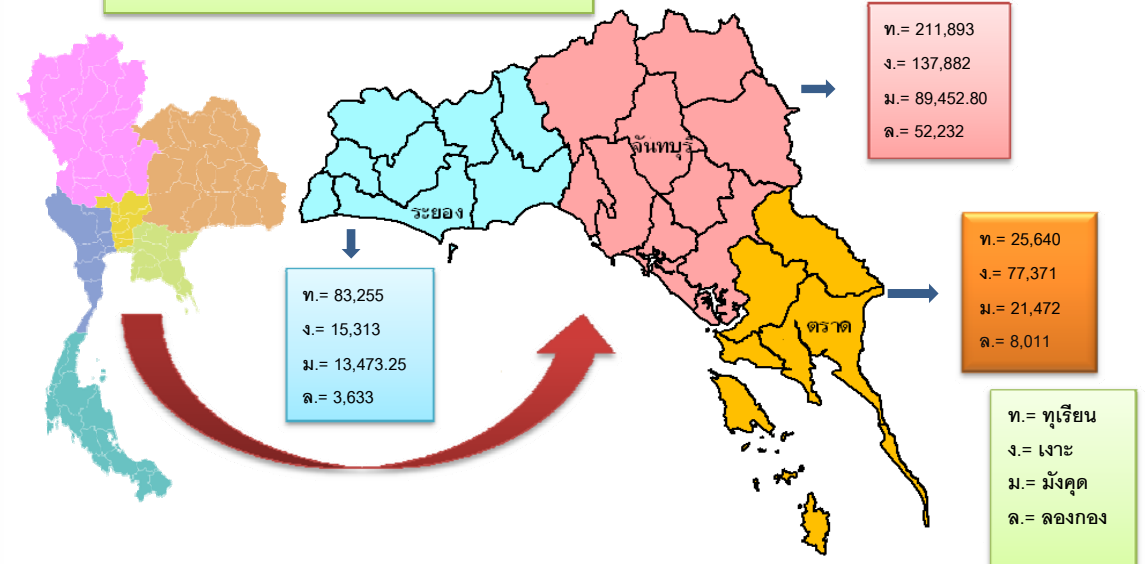 ท.= 211,893
ง.= 137,882
ม.= 89,452.80
ล.= 52,232
จันทบุรี
ระยอง
ท.= 25,640
ง.= 77,371
ม.= 21,472
ล.= 8,011
ท.= 83,255
ง.= 15,313
ม.= 13,473.25
ล.= 3,633
ตราด
ท.= ทุเรียน
ง.= เงาะ
ม.= มังคุด
ล.= ลองกอง